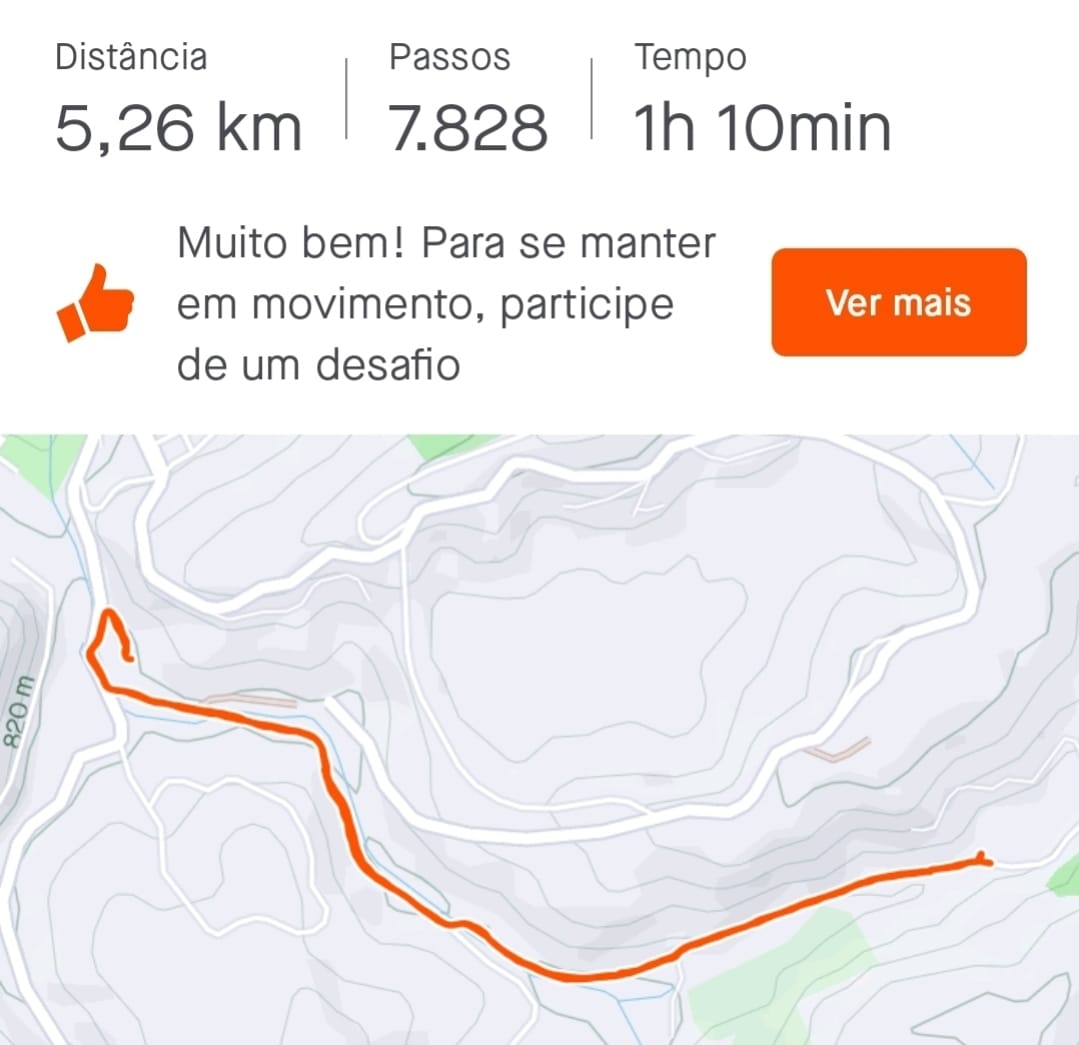 Distância Passos Tempo
5,26 km 7.828 1h 10min
Muito bem! Para se manter
em movimento, participe
de um desafio
Ver mais
820 m